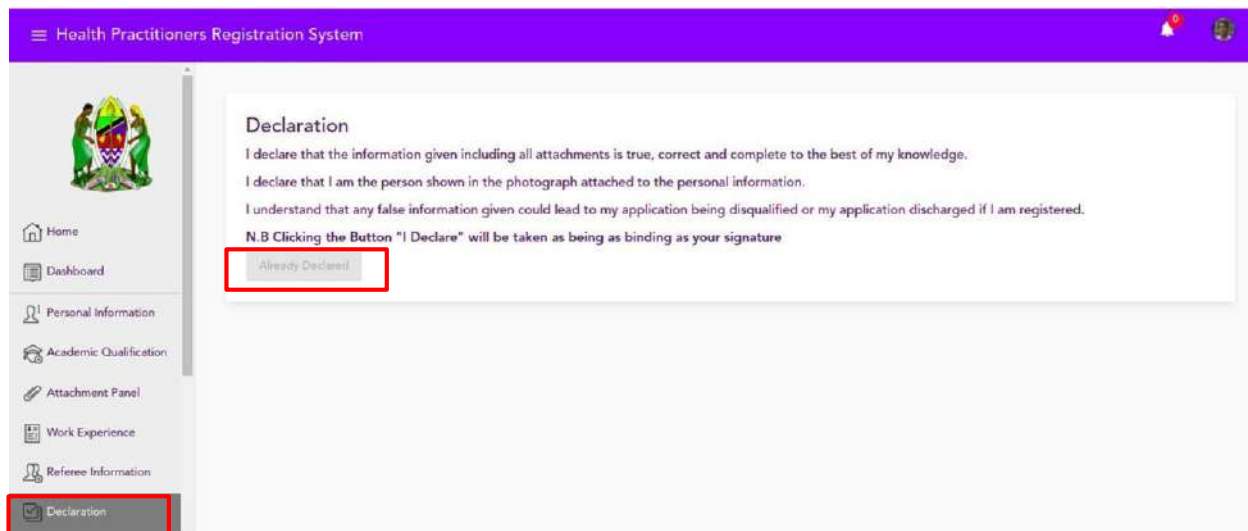 Health Practitioners Registration System
0
Declaration
I declare that the information given including all attachments is true, correct and complete to the best of my knowledge.
I declare that I am the person shown in the photograph attached to the personal information.
I understand that any false information given could lead to my application being disqualified or my application discharged if I am registered.
N.B Clicking the Button "I Declare" will be taken as being as binding as your signature
Already Declared
Home
Dashboard
Personal Information
Academic Qualification
Attachment Panel
Work Experience
Referee Information
Declaration